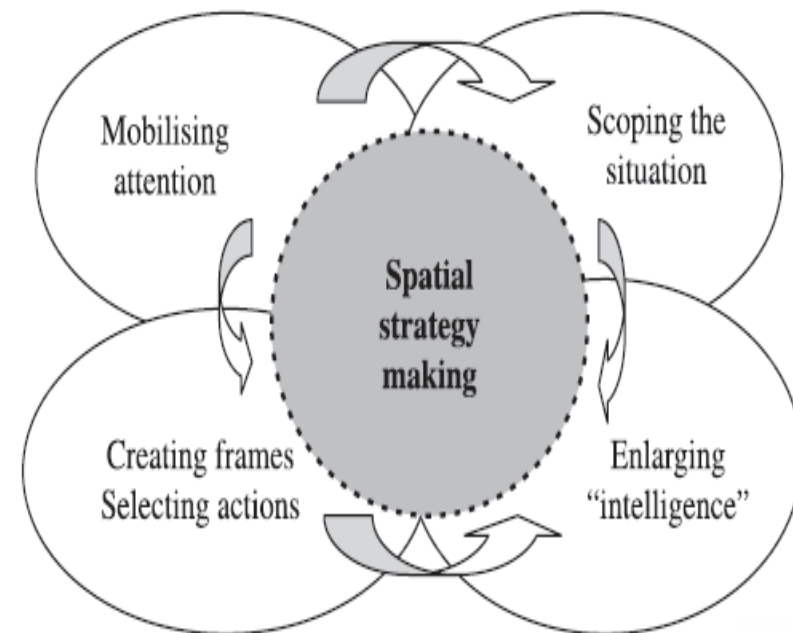 Mobilising
attention
Scoping the
situation
Spatial
strategy
making
Creating frames
Selecting actions
Enlarging
“intelligence”